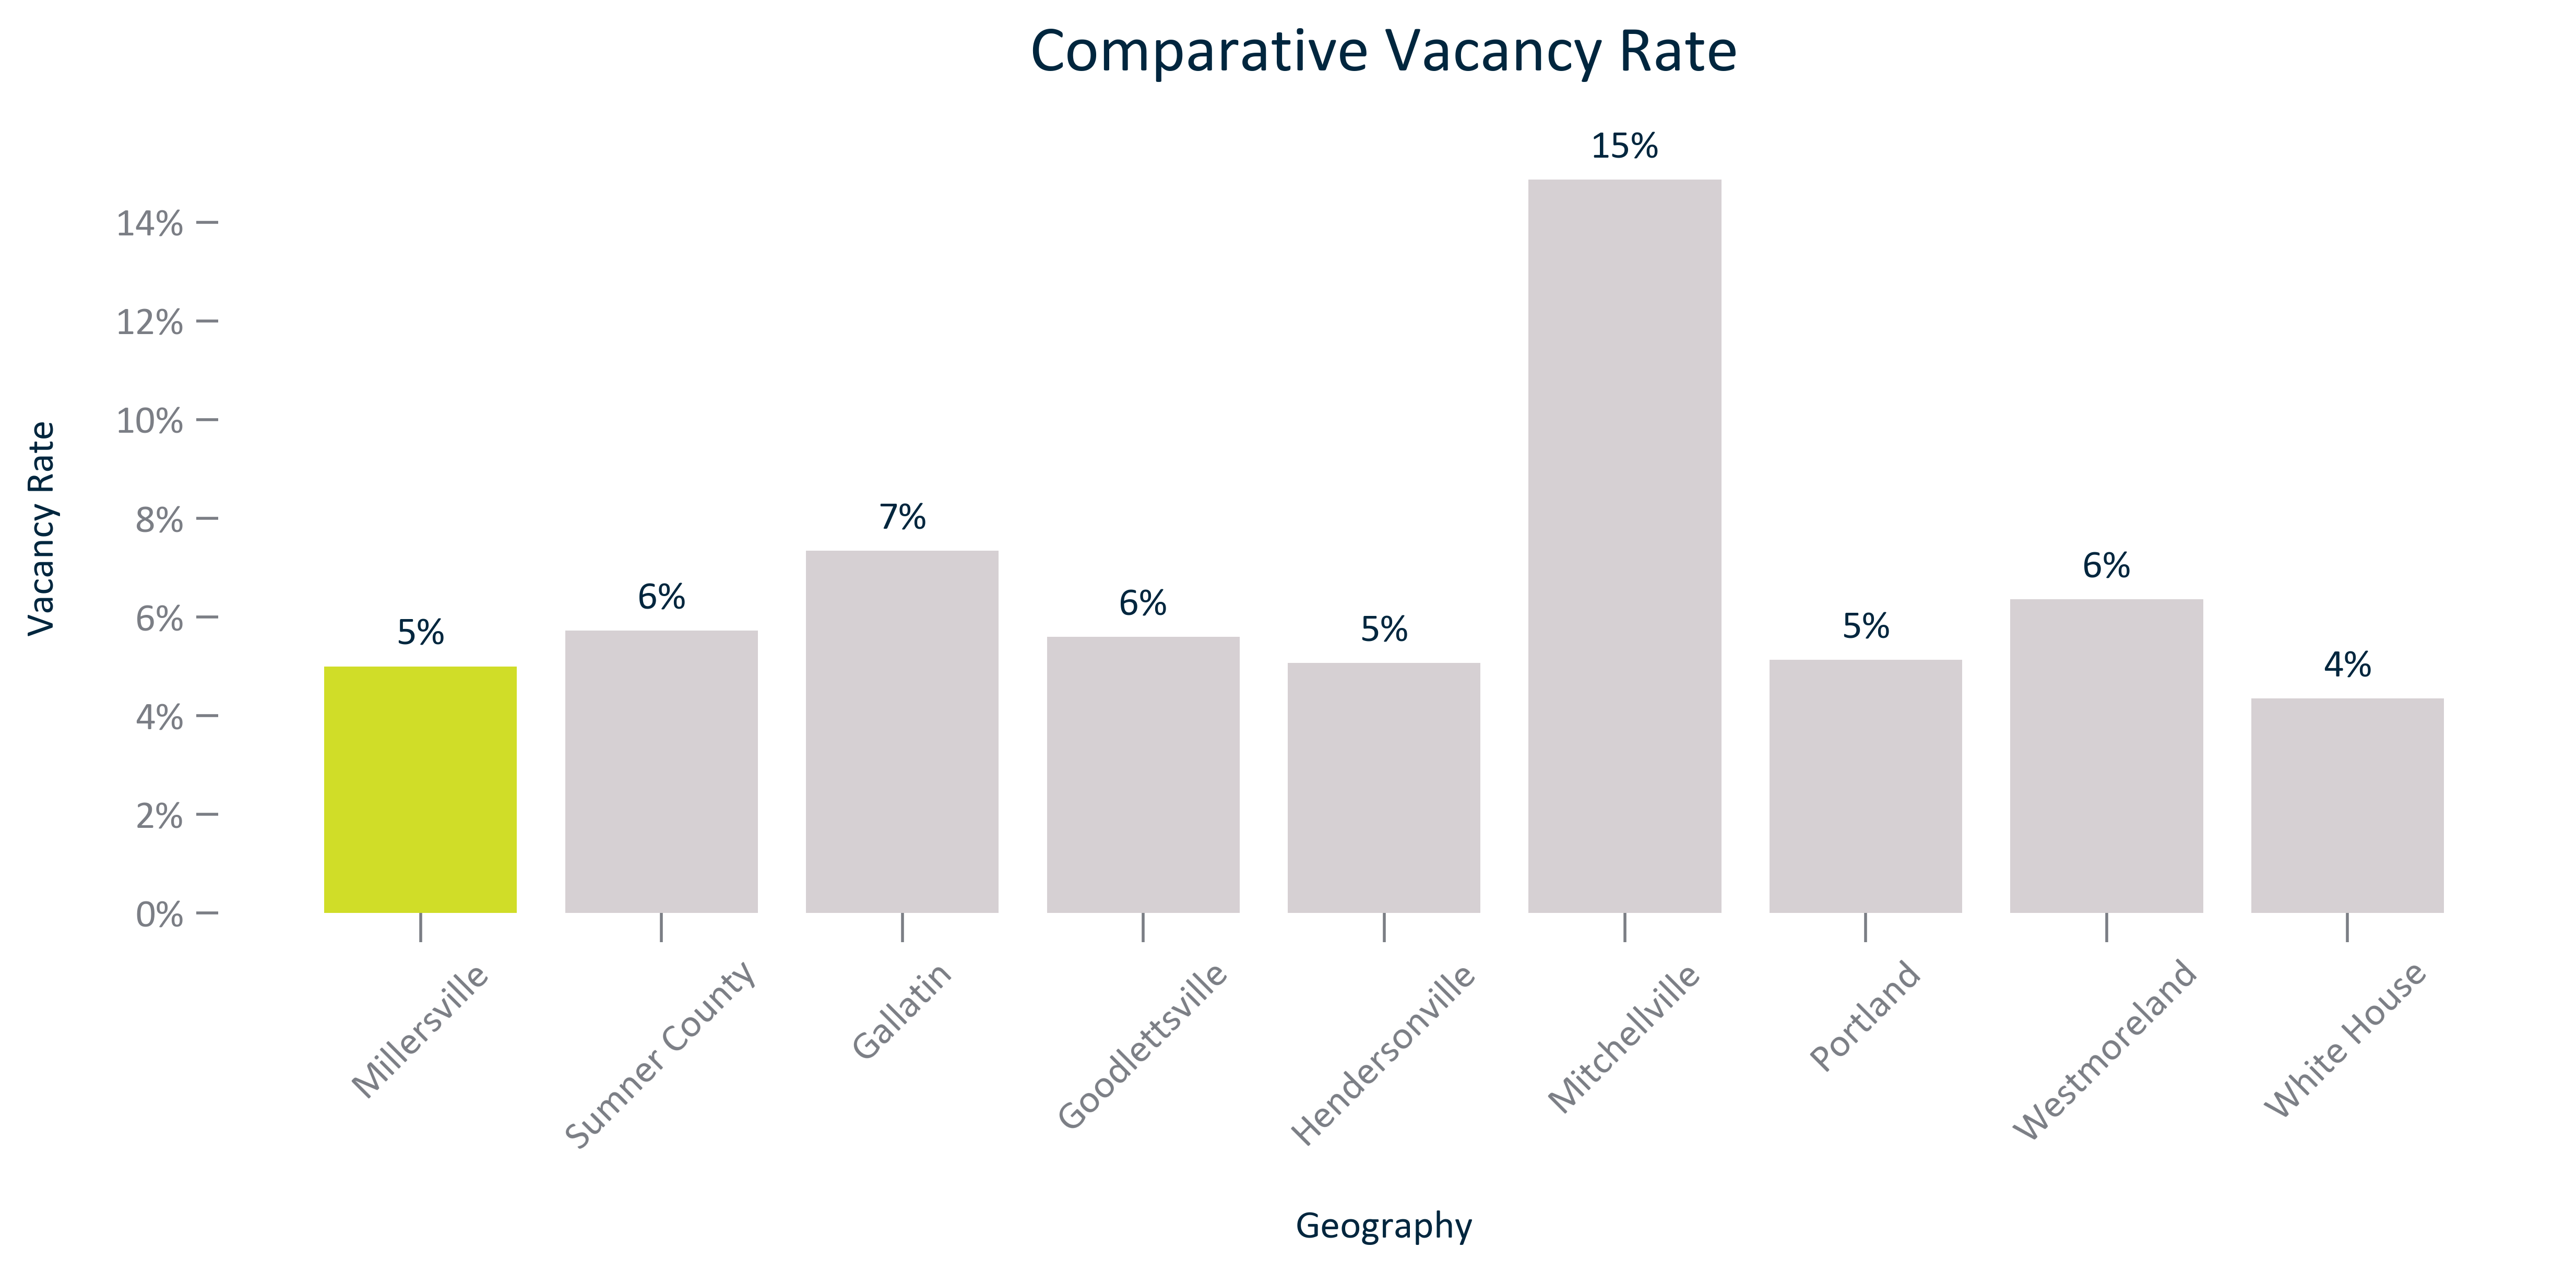 Comparative Vacancy Rate
15%
14%
12%
10%
8%
6%
4%
2%
0%
Vacancy Rate
5%
6%
7%
6%
5%
5%
6%
4%
Millersville
Sumner County
Gallatin
Goodlettsville
Hendersonville
Mitchellville
Portland
Westmoreland
White House
Geography